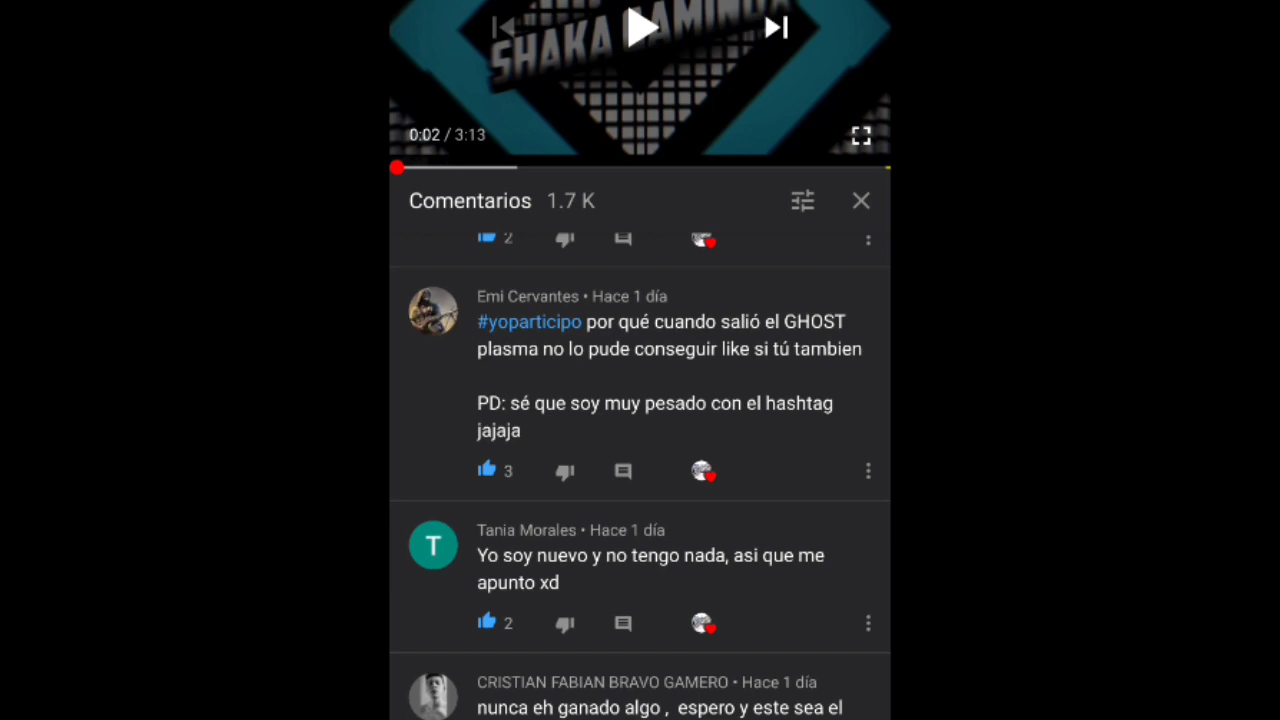 SHAKA GAMINGX
0:02 / 3:13
Comentarios 1.7 K
2
Emi Cervantes • Hace 1 día
#yoparticipo por qué cuando salió el GHOST
plasma no lo pude conseguir like si tú tambien
PD: sé que soy muy pesado con el hashtag
jajaja
3
Tania Morales • Hace 1 día
T
Yo soy nuevo y no tengo nada, asi que me
apunto xd
2
CRISTIAN FABIAN BRAVO GAMERO • Hace 1 día
nunca eh ganado algo , espero y este sea el